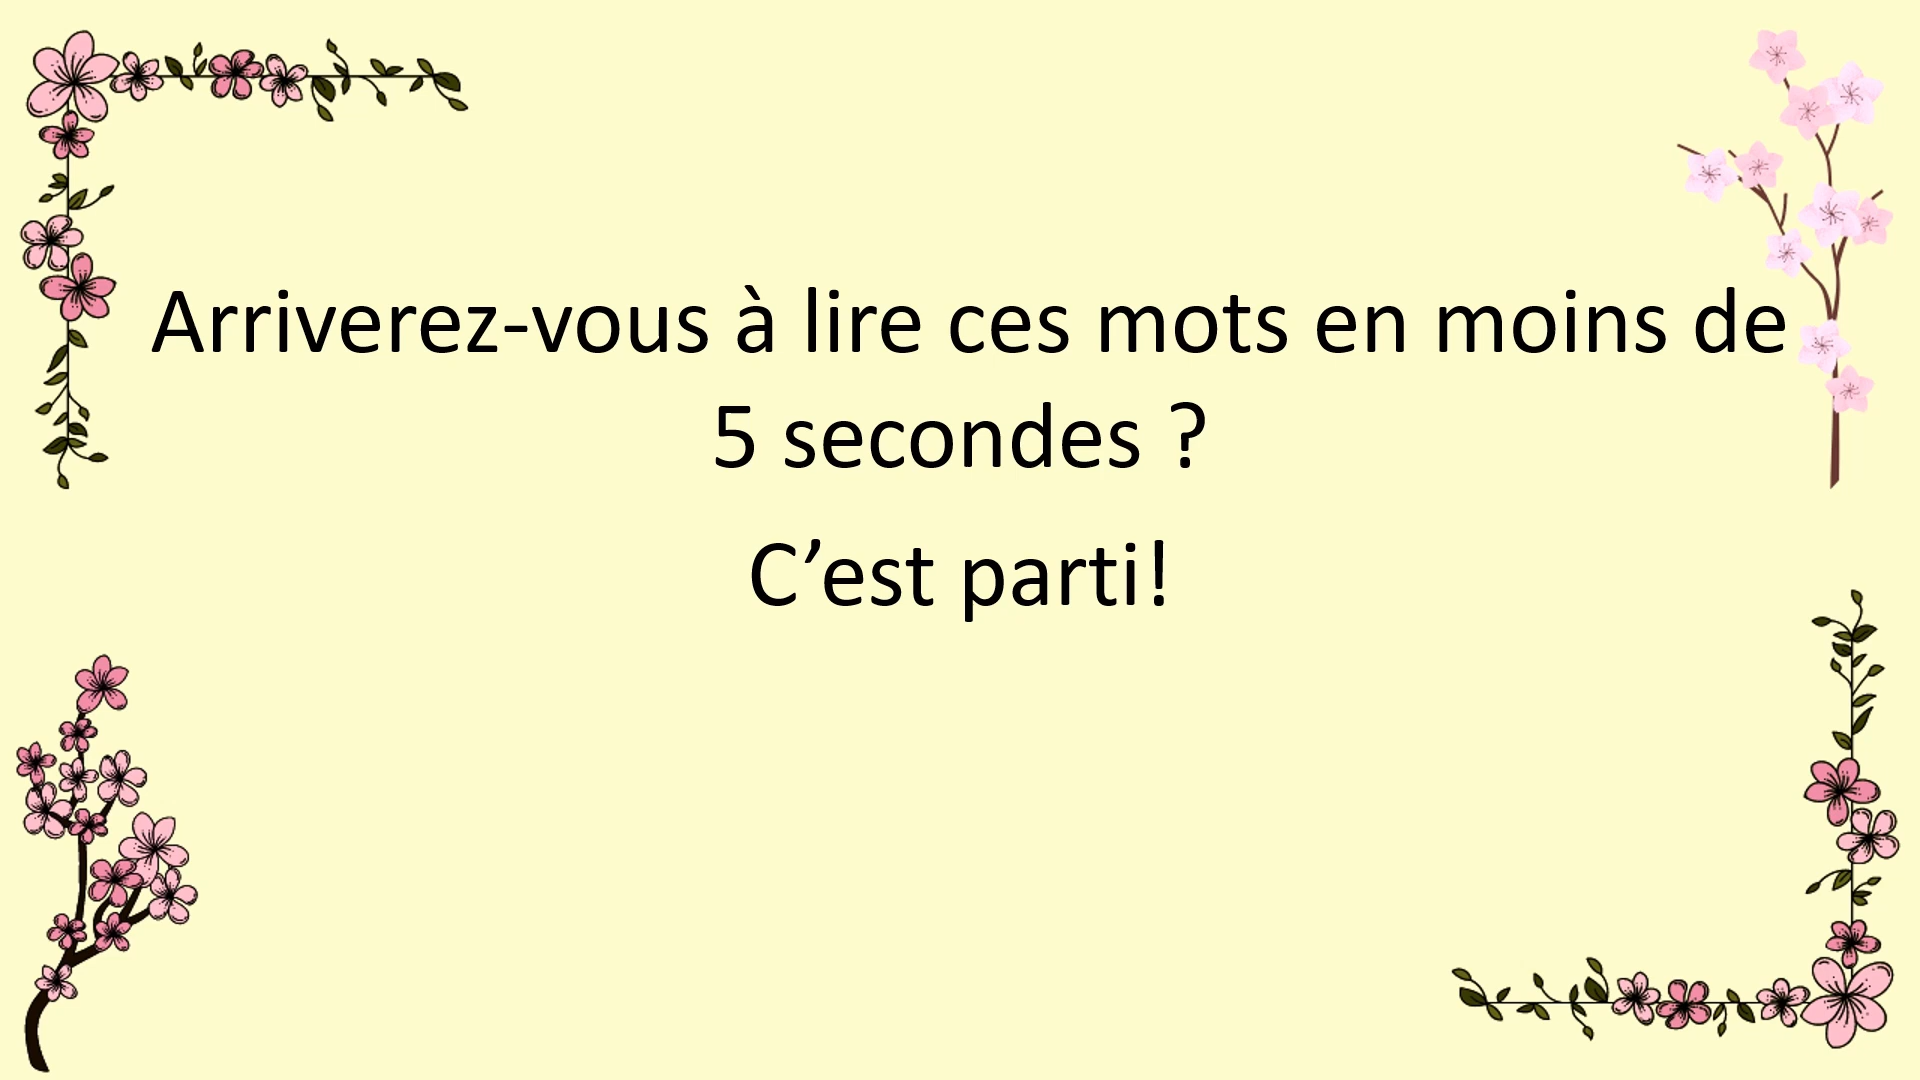 Arriverez-vous à lire ces mots en moins de
5 secondes ?
C’est parti!